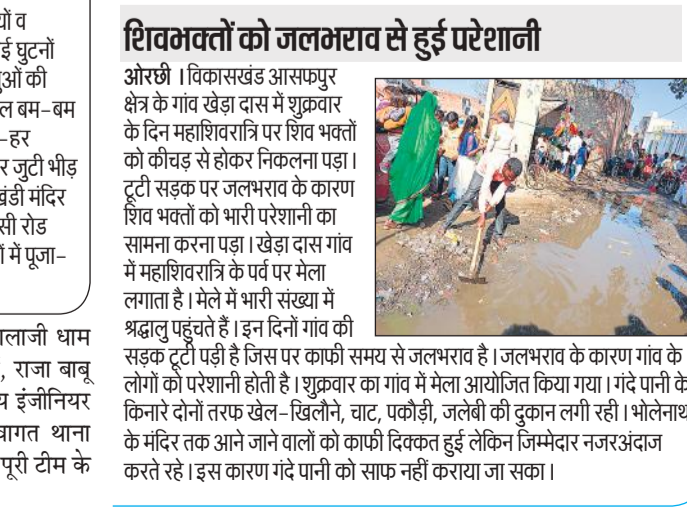 यों व
ई घुटनों
ुओं की
ल बम-बम
-हर
र जुटी भीड़
खंडी मंदिर
सी रोड
ों में पूजा-
ालाजी धाम
, राजा बाबू
य इंजीनियर
वागत थाना
पूरी टीम के
शिवभक्तों को जलभराव से हुई परेशानी
ओरछी । विकासखंड आसफपुर
क्षेत्र के गांव खेड़ा दास में शुक्रवार
के दिन महाशिवरात्रि पर शिव भक्तों
को कीचड़ से होकर निकलना पड़ा।
टूटी सड़क पर जलभराव के कारण
शिव भक्तों को भारी परेशानी का
सामना करना पड़ा। खेड़ा दास गांव
में महाशिवरात्रि के पर्व पर मेला
लगाता है। मेले में भारी संख्या में
श्रद्धालु पहुंचते हैं। इन दिनों गांव की
सड़क टूटी पड़ी है जिस पर काफी समय से जलभराव है। जलभराव के कारण गांव के
लोगों को परेशानी होती है। शुक्रवार का गांव में मेला आयोजित किया गया। गंदे पानी के
किनारे दोनों तरफ खेल-खिलौने, चाट, पकौड़ी, जलेबी की दुकान लगी रही। भोलेनाथ
के मंदिर तक आने जाने वालों को काफी दिक्कत हुई लेकिन जिम्मेदार नजरअंदाज
करते रहे। इस कारण गंदे पानी को साफ नहीं कराया जा सका।